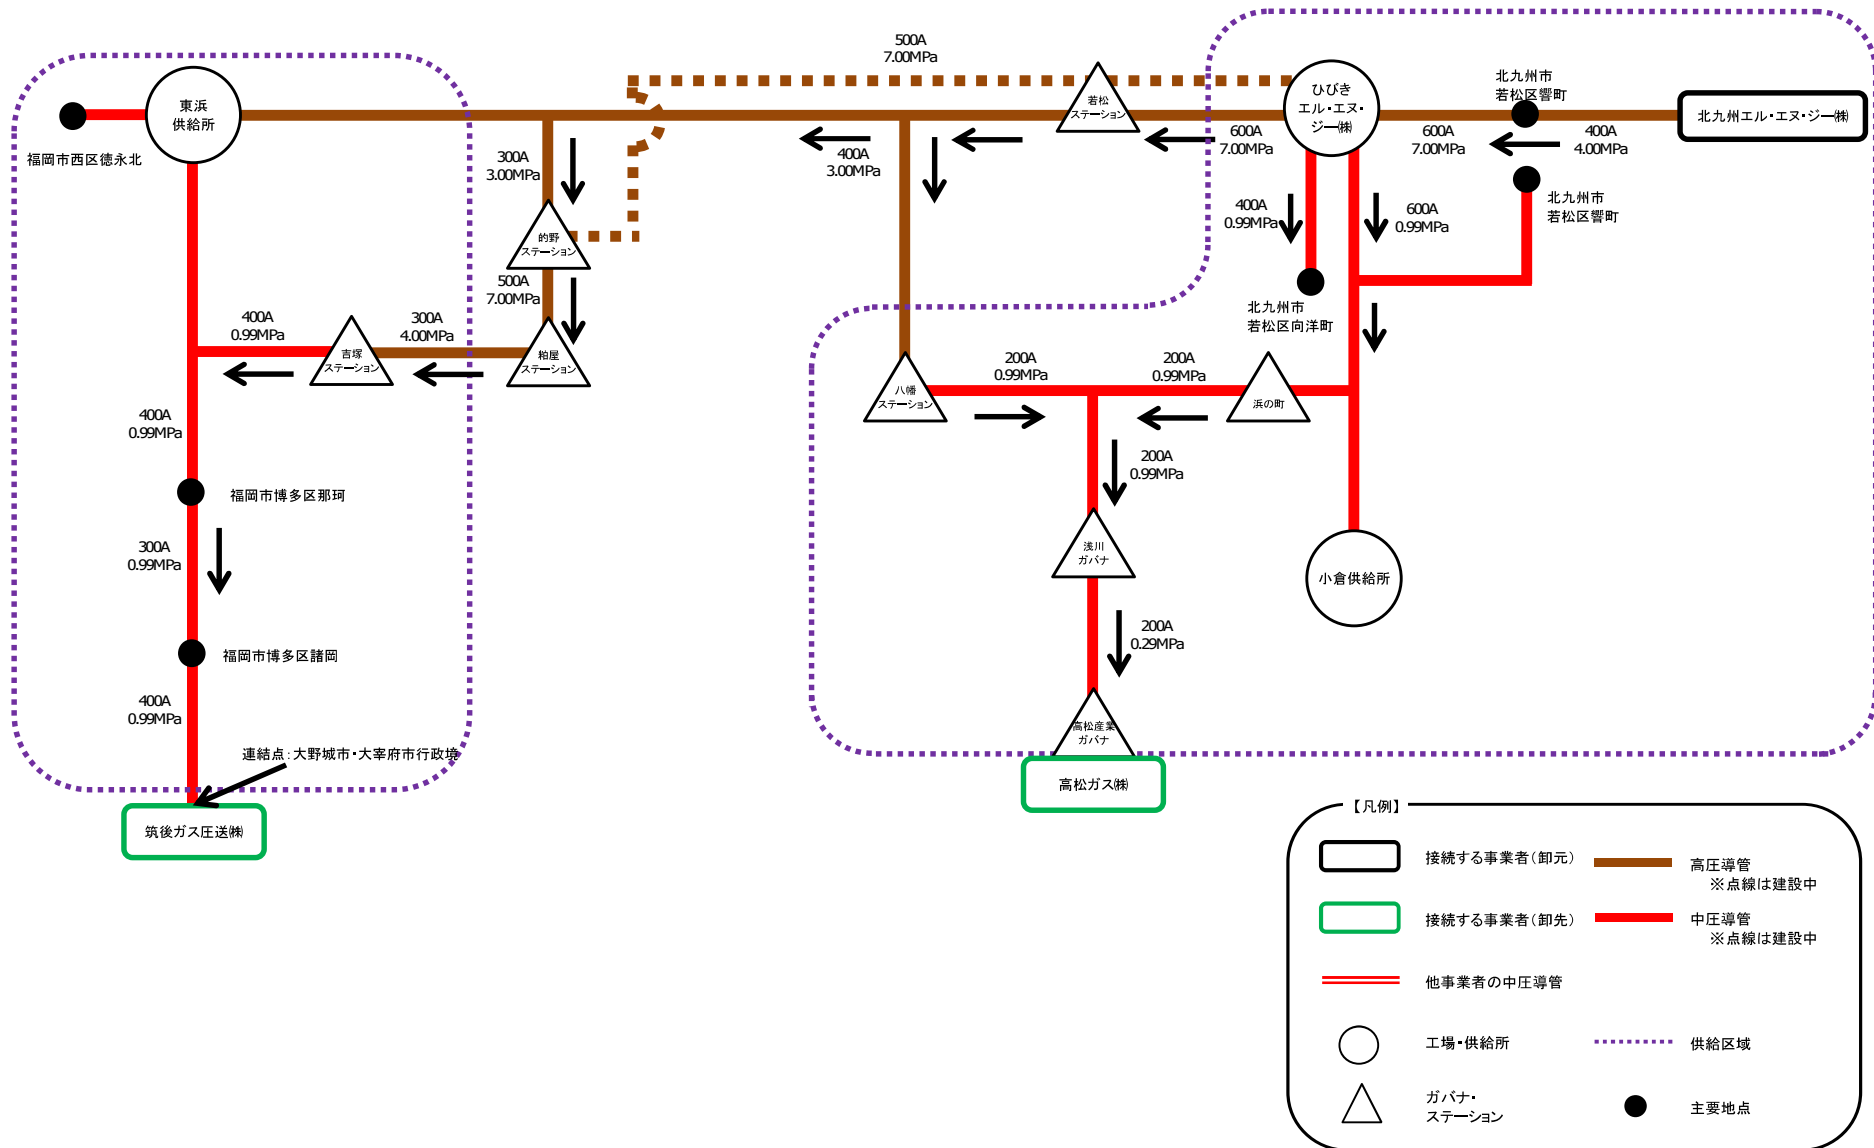 500A
7.00MPa
北九州市
若松区響町
東浜
供給所
福岡市西区徳永北
若松
ステーション
ひびき
エル・エヌ・
ジー㈱
北九州エル・エヌ・ジー㈱
600A
7.00MPa
600A
7.00MPa
400A
4.00MPa
300A
3.00MPa
400A
3.00MPa
北九州市
若松区響町
400A
0.99MPa
600A
0.99MPa
的野
ステーション
500A
7.00MPa
北九州市
若松区向洋町
400A
0.99MPa
300A
4.00MPa
吉塚
ステーション
粕屋
ステーション
200A
0.99MPa
200A
0.99MPa
八幡
ステーション
浜の町
400A
0.99MPa
200A
0.99MPa
福岡市博多区那珂
300A
0.99MPa
浅川
ガバナ
小倉供給所
200A
0.29MPa
福岡市博多区諸岡
400A
0.99MPa
高松産業
ガバナ
連結点:大野城市・大宰府市行政境
高松ガス㈱
筑後ガス圧送㈱
【凡例】
接続する事業者(卸元)
高圧導管
※点線は建設中
接続する事業者(卸先)
中圧導管
※点線は建設中
他事業者の中圧導管
工場・供給所
供給区域
ガバナ・
ステーション
主要地点